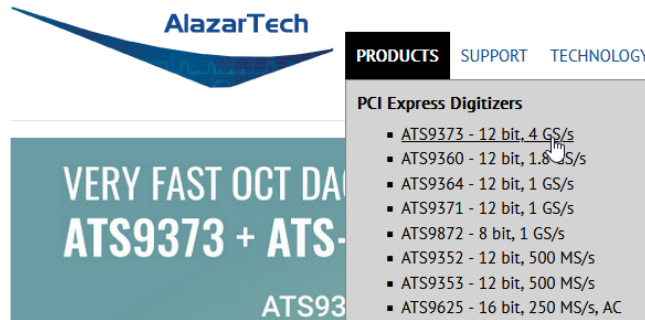 AlazarTech
PRODUCTS SUPPORT TECHNOLOGY
PCI Express Digitizers
ATS9373 - 12 bit, 4 GS/s
ATS9360 - 12 bit, 1.8 GS/s
ATS9364 - 12 bit, 1 GS/s
ATS9371 - 12 bit, 1 GS/s
ATS9872 - 8 bit, 1 GS/s
ATS9352 - 12 bit, 500 MS/s
ATS9353 - 12 bit, 500 MS/s
ATS9625 - 16 bit, 250 MS/s, AC
VERY FAST OCT DA
ATS9373 + ATS-
ATS93